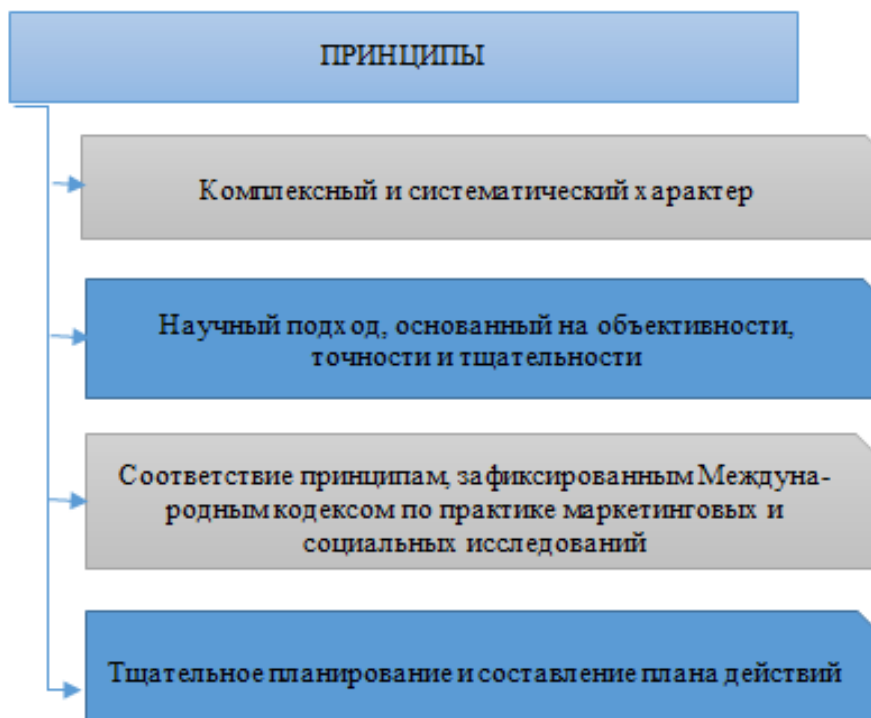 ПРИНЦИПЫ
Комплексный и систематический характер
Научный подход, основанный на объективности,
точности и тщательности
Соответствие принципам, зафиксированным Междуна-
родным кодексом по практике маркетинговых и
социальных исследований
Тщательное планирование и составление плана действий